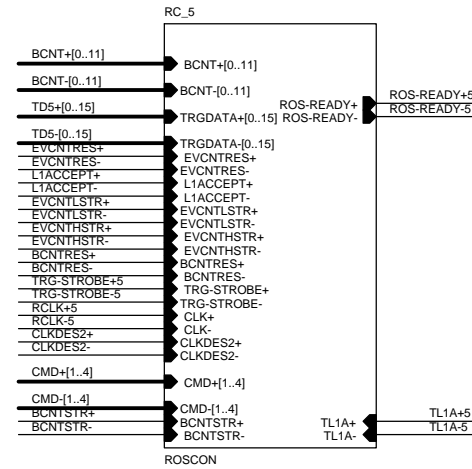 RC_5
BCNT+[0..11]
BCNT+[0..11]
BCNT-[0..11]
BCNT-[0..11]
ROS-READY+ ROS-READY+5
TD5+[0..15]
TRGDATA+[0..15] ROS-READY- ROS-READY-5
TD5-[0..15]
TRGDATA-[0..15]
EVCNTRES+
EVCNTRES+
EVCNTRES-
EVCNTRES-
L1ACCEPT+
L1ACCEPT+
L1ACCEPT-
L1ACCEPT-
EVCNTLSTR+
EVCNTLSTR+
EVCNTLSTR-
EVCNTLSTR-
EVCNTHSTR+
EVCNTHSTR+
EVCNTHSTR-
EVCNTHSTR-
BCNTRES+
BCNTRES+
BCNTRES-
BCNTRES-
TRG-STROBE+5
TRG-STROBE+
TRG-STROBE-5
TRG-STROBE-
RCLK+5
CLK+
RCLK-5
CLK-
CLKDES2+
CLKDES2+
CLKDES2-
CLKDES2-
CMD+[1..4]
CMD+[1..4]
CMD-[1..4]
CMD-[1..4]
BCNTSTR+
BCNTSTR+ TL1A+ TL1A+5
BCNTSTR-
BCNTSTR- TL1A- TL1A-5
ROSCON